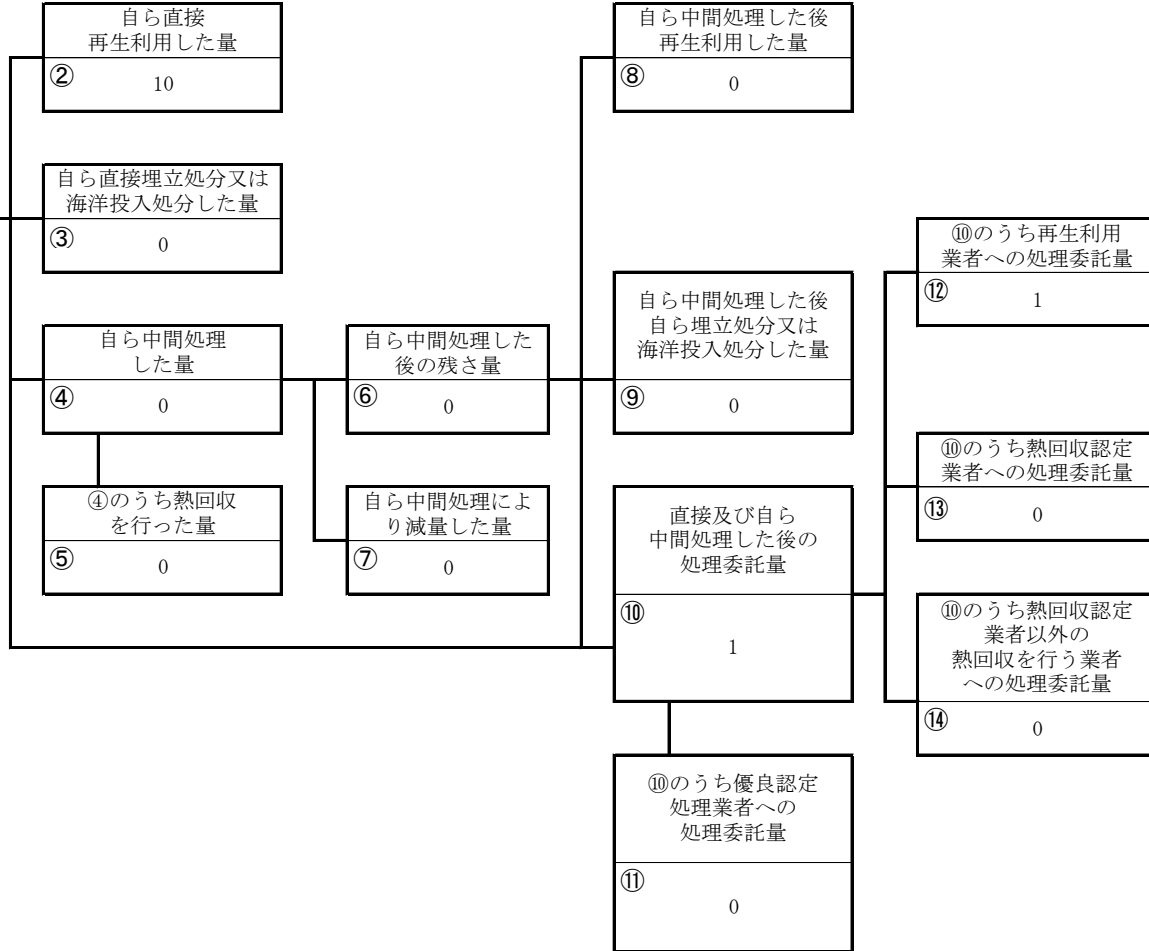 自ら直接
再生利用した量
②
10
自ら中間処理した後
再生利用した量
⑧
0
自ら直接埋立処分又は
海洋投入処分した量
③
0
⑩のうち再生利用
業者への処理委託量
⑫
1
自ら中間処理
した量
④
0
自ら中間処理した
後の残さ量
⑥
0
自ら中間処理した後
自ら埋立処分又は
海洋投入処分した量
⑨
0
⑩のうち熱回収認定
業者への処理委託量
⑬
0
④のうち熱回収
を行った量
⑤
0
自ら中間処理によ
り減量した量
⑦
0
直接及び自ら
中間処理した後の
処理委託量
⑩
1
⑩のうち熱回収認定
業者以外の
熱回収を行う業者
への処理委託量
⑭
0
⑩のうち優良認定
処理業者への
処理委託量
⑪
0